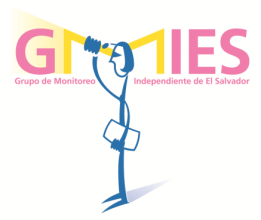 GMIES
Grupo de Monitoreo Independiente de El Salvador